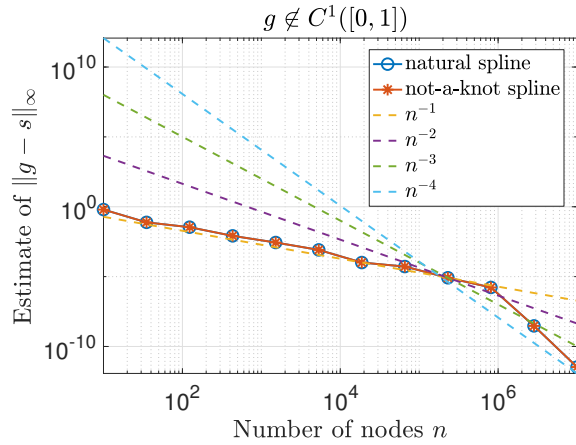 g ∉ C¹([0, 1])
Estimate of ‖g − s‖∞
10¹⁰
10⁰
10⁻¹⁰
natural spline
not-a-knot spline
n⁻¹
n⁻²
n⁻³
n⁻⁴
10² 10⁴ 10⁶
Number of nodes n